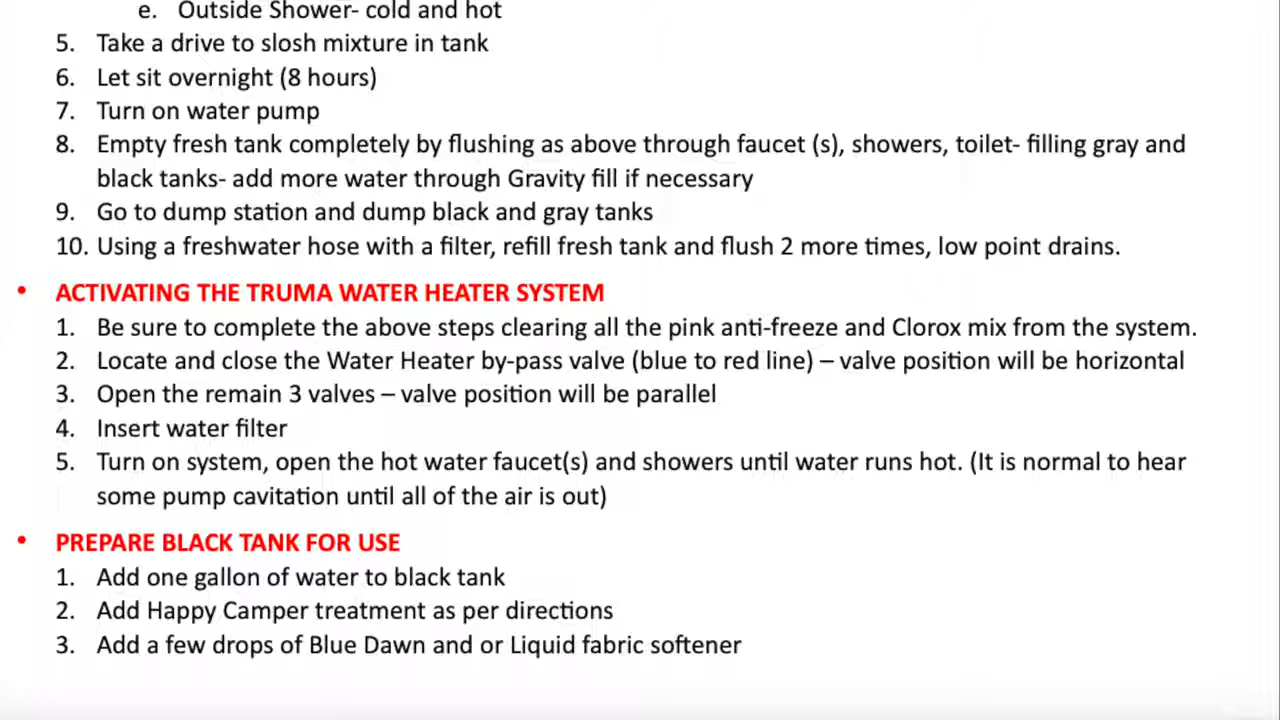 e. Outside Shower- cold and hot
5. Take a drive to slosh mixture in tank
6. Let sit overnight (8 hours)
7. Turn on water pump
8. Empty fresh tank completely by flushing as above through faucet (s), showers, toilet- filling gray and
black tanks- add more water through Gravity fill if necessary
9. Go to dump station and dump black and gray tanks
10. Using a freshwater hose with a filter, refill fresh tank and flush 2 more times, low point drains.
• ACTIVATING THE TRUMA WATER HEATER SYSTEM
1. Be sure to complete the above steps clearing all the pink anti-freeze and Clorox mix from the system.
2. Locate and close the Water Heater by-pass valve (blue to red line) – valve position will be horizontal
3. Open the remain 3 valves – valve position will be parallel
4. Insert water filter
5. Turn on system, open the hot water faucet(s) and showers until water runs hot. (It is normal to hear
some pump cavitation until all of the air is out)
• PREPARE BLACK TANK FOR USE
1. Add one gallon of water to black tank
2. Add Happy Camper treatment as per directions
3. Add a few drops of Blue Dawn and or Liquid fabric softener